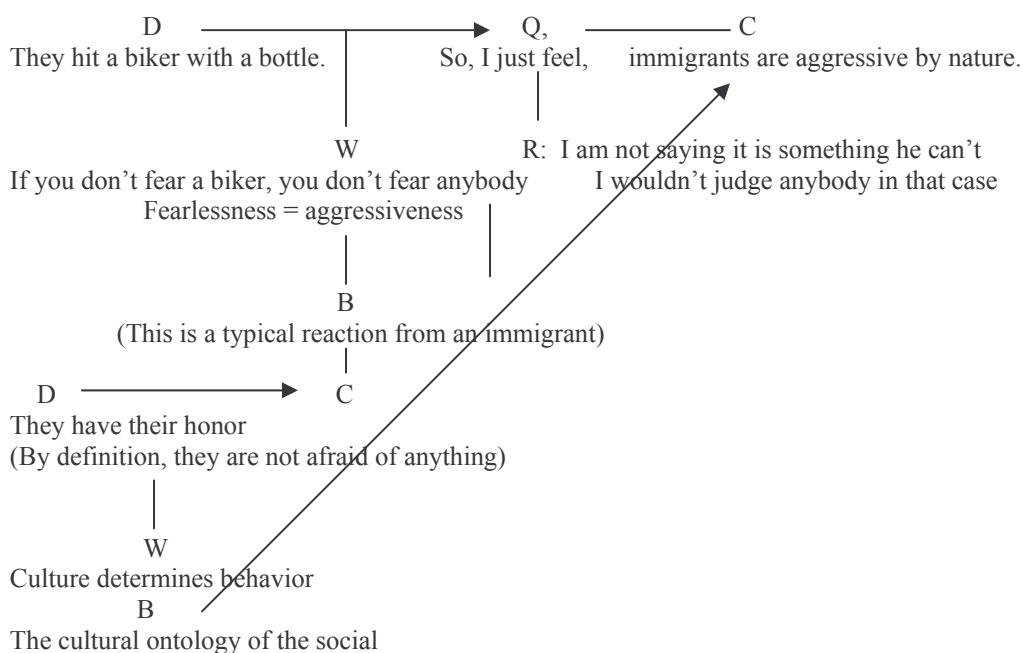 D Q, C
They hit a biker with a bottle. So, I just feel, immigrants are aggressive by nature.
W R: I am not saying it is something he can’t
If you don’t fear a biker, you don’t fear anybody I wouldn’t judge anybody in that case
Fearlessness = aggressiveness
B
(This is a typical reaction from an immigrant)
D C
They have their honor
(By definition, they are not afraid of anything)
W
Culture determines behavior
B
The cultural ontology of the social